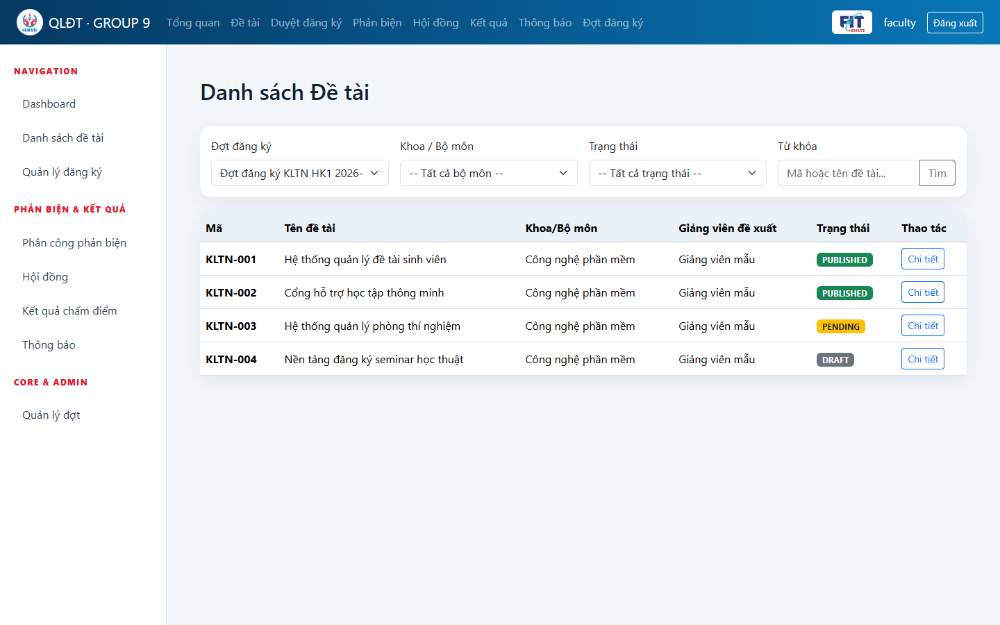 HCM-UTE
QLĐT · GROUP 9
Tổng quan
Đề tài
Duyệt đăng ký
Phản biện
Hội đồng
Kết quả
Thông báo
Đợt đăng ký
FIT
HCM-UTE
faculty
Đăng xuất
NAVIGATION
Dashboard
Danh sách đề tài
Quản lý đăng ký
PHẢN BIỆN & KẾT QUẢ
Phân công phản biện
Hội đồng
Kết quả chấm điểm
Thông báo
CORE & ADMIN
Quản lý đợt
Danh sách Đề tài
Đợt đăng ký
Khoa / Bộ môn
Trạng thái
Từ khóa
Đợt đăng ký KLTN HK1 2026-
-- Tất cả bộ môn --
-- Tất cả trạng thái --
Mã hoặc tên đề tài...
Tìm
Mã Tên đề tài Khoa/Bộ môn Giảng viên đề xuất Trạng thái Thao tác
KLTN-001 Hệ thống quản lý đề tài sinh viên Công nghệ phần mềm Giảng viên mẫu PUBLISHED Chi tiết
KLTN-002 Cổng hỗ trợ học tập thông minh Công nghệ phần mềm Giảng viên mẫu PUBLISHED Chi tiết
KLTN-003 Hệ thống quản lý phòng thí nghiệm Công nghệ phần mềm Giảng viên mẫu PENDING Chi tiết
KLTN-004 Nền tảng đăng ký seminar học thuật Công nghệ phần mềm Giảng viên mẫu DRAFT Chi tiết